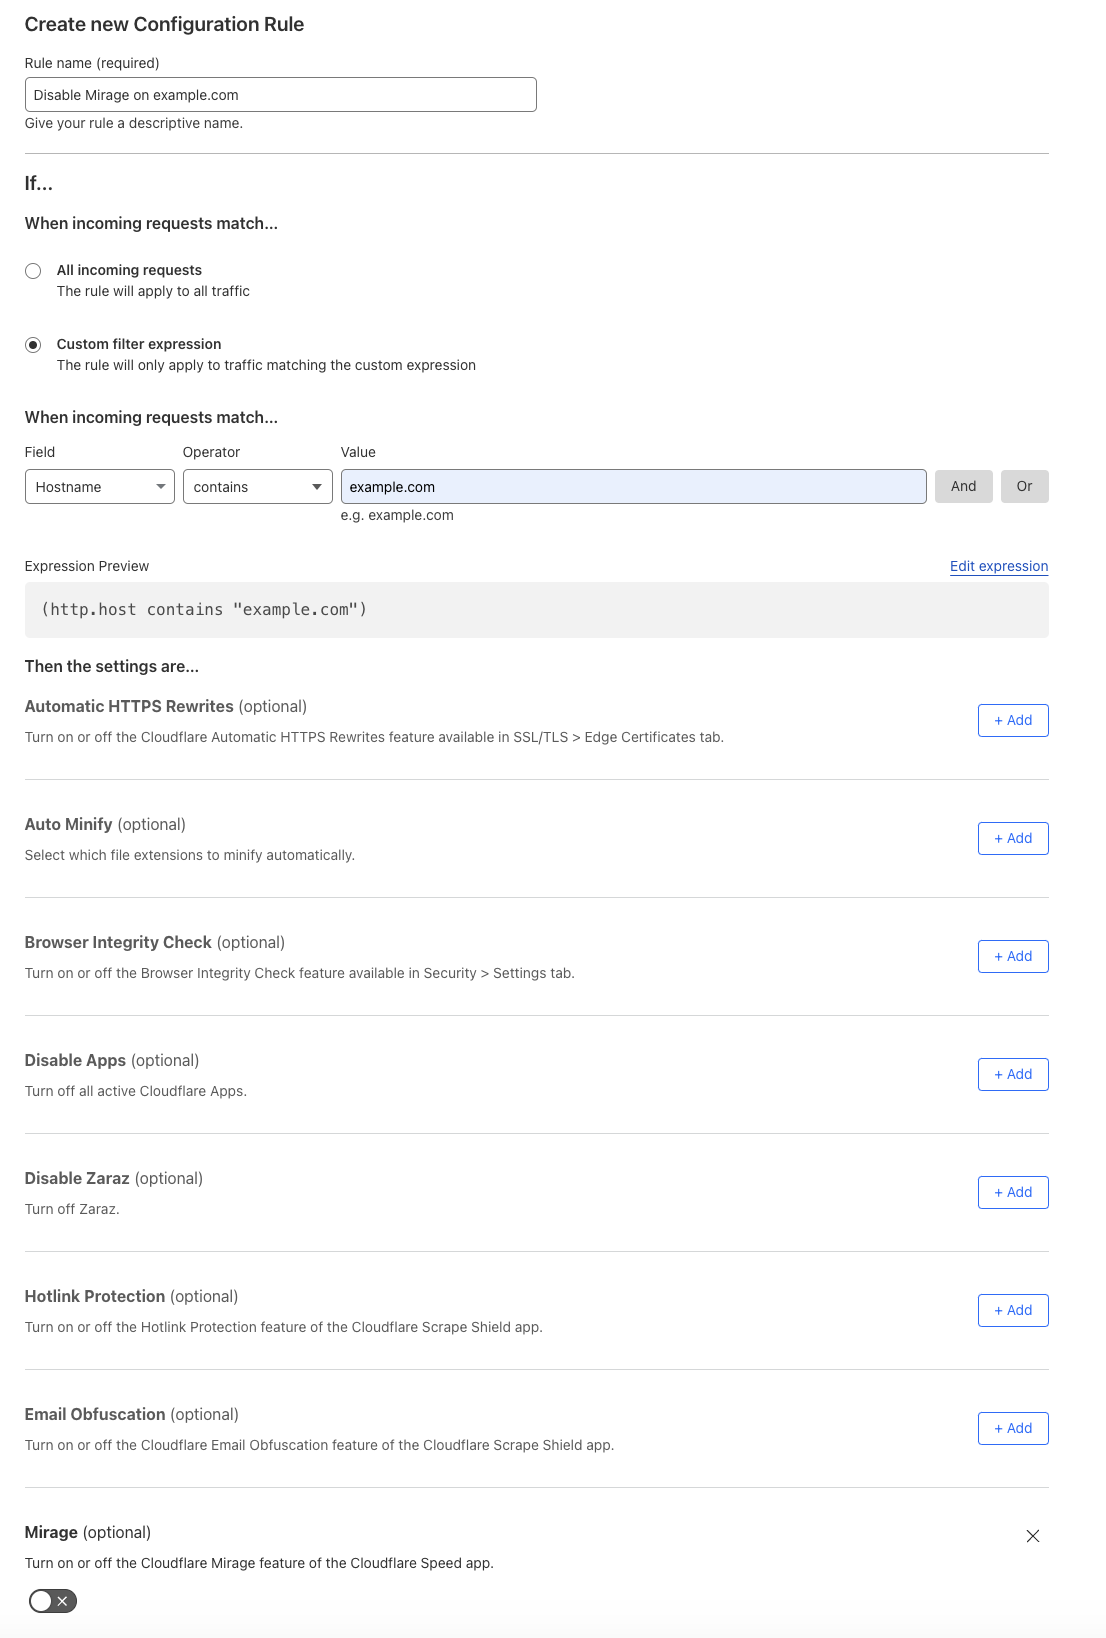 Create new Configuration Rule
Rule name (required)
Disable Mirage on example.com
Give your rule a descriptive name.
If...
When incoming requests match...
All incoming requests
The rule will apply to all traffic
Custom filter expression
The rule will only apply to traffic matching the custom expression
When incoming requests match...
Field Operator Value
Hostname contains example.com And Or
e.g. example.com
Expression Preview Edit expression
(http.host contains "example.com")
Then the settings are...
Automatic HTTPS Rewrites (optional)
+ Add
Turn on or off the Cloudflare Automatic HTTPS Rewrites feature available in SSL/TLS > Edge Certificates tab.
Auto Minify (optional)
+ Add
Select which file extensions to minify automatically.
Browser Integrity Check (optional)
+ Add
Turn on or off the Browser Integrity Check feature available in Security > Settings tab.
Disable Apps (optional)
+ Add
Turn off all active Cloudflare Apps.
Disable Zaraz (optional)
+ Add
Turn off Zaraz.
Hotlink Protection (optional)
+ Add
Turn on or off the Hotlink Protection feature of the Cloudflare Scrape Shield app.
Email Obfuscation (optional)
+ Add
Turn on or off the Cloudflare Email Obfuscation feature of the Cloudflare Scrape Shield app.
Mirage (optional)
Turn on or off the Cloudflare Mirage feature of the Cloudflare Speed app.